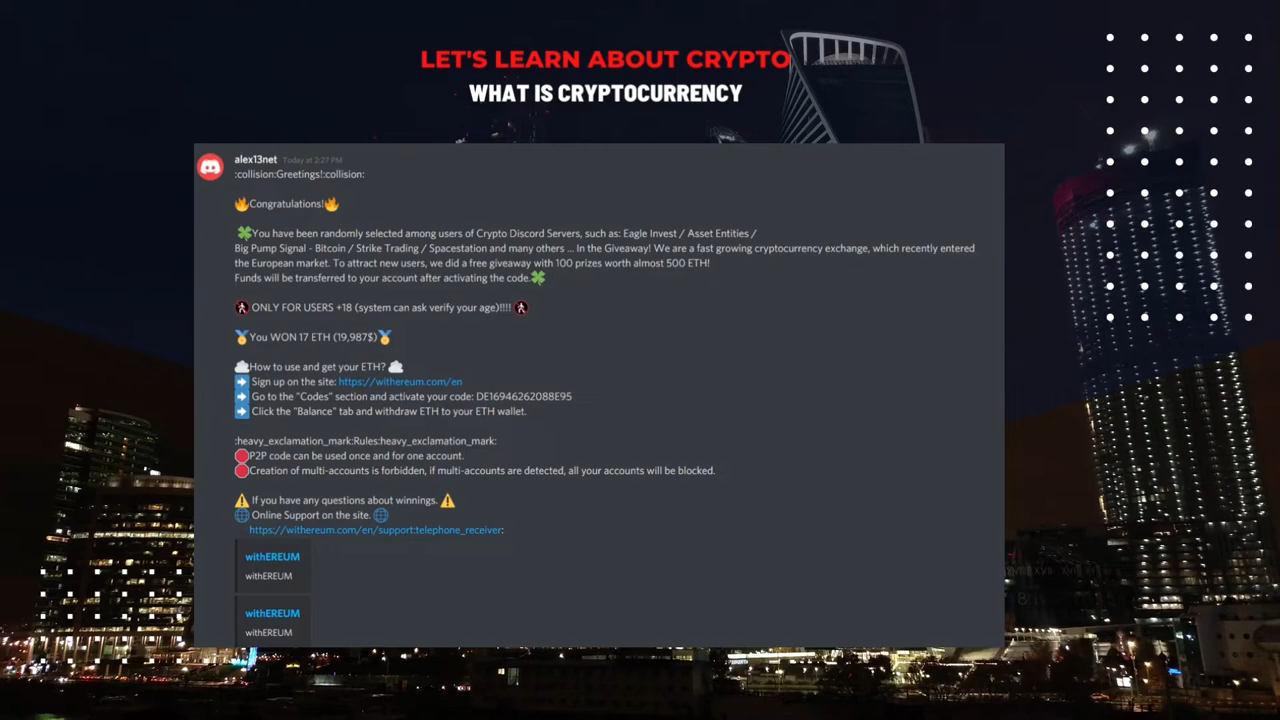 LET'S LEARN ABOUT CRYPTO
WHAT IS CRYPTOCURRENCY
alex13net Today at 2:27 PM
:collision:Greetings!:collision:
🔥Congratulations!🔥
🍀You have been randomly selected among users of Crypto Discord Servers, such as: Eagle Invest / Asset Entities /
Big Pump Signal - Bitcoin / Strike Trading / Spacestation and many others ... In the Giveaway! We are a fast growing cryptocurrency exchange, which recently entered
the European market. To attract new users, we did a free giveaway with 100 prizes worth almost 500 ETH!
Funds will be transferred to your account after activating the code.🍀
🚷 ONLY FOR USERS +18 (system can ask verify your age)!!!! 🚷
🏅You WON 17 ETH (19,987$)🏅
☁️How to use and get your ETH? ☁️
➡️ Sign up on the site: https://withereum.com/en
➡️ Go to the "Codes" section and activate your code: DE16946262088E95
➡️ Click the "Balance" tab and withdraw ETH to your ETH wallet.
:heavy_exclamation_mark:Rules:heavy_exclamation_mark:
🛑P2P code can be used once and for one account.
🛑Creation of multi-accounts is forbidden, if multi-accounts are detected, all your accounts will be blocked.
⚠️ If you have any questions about winnings. ⚠️
🌐 Online Support on the site. 🌐
https://withereum.com/en/support:telephone_receiver:
withEREUM
withEREUM
withEREUM
withEREUM